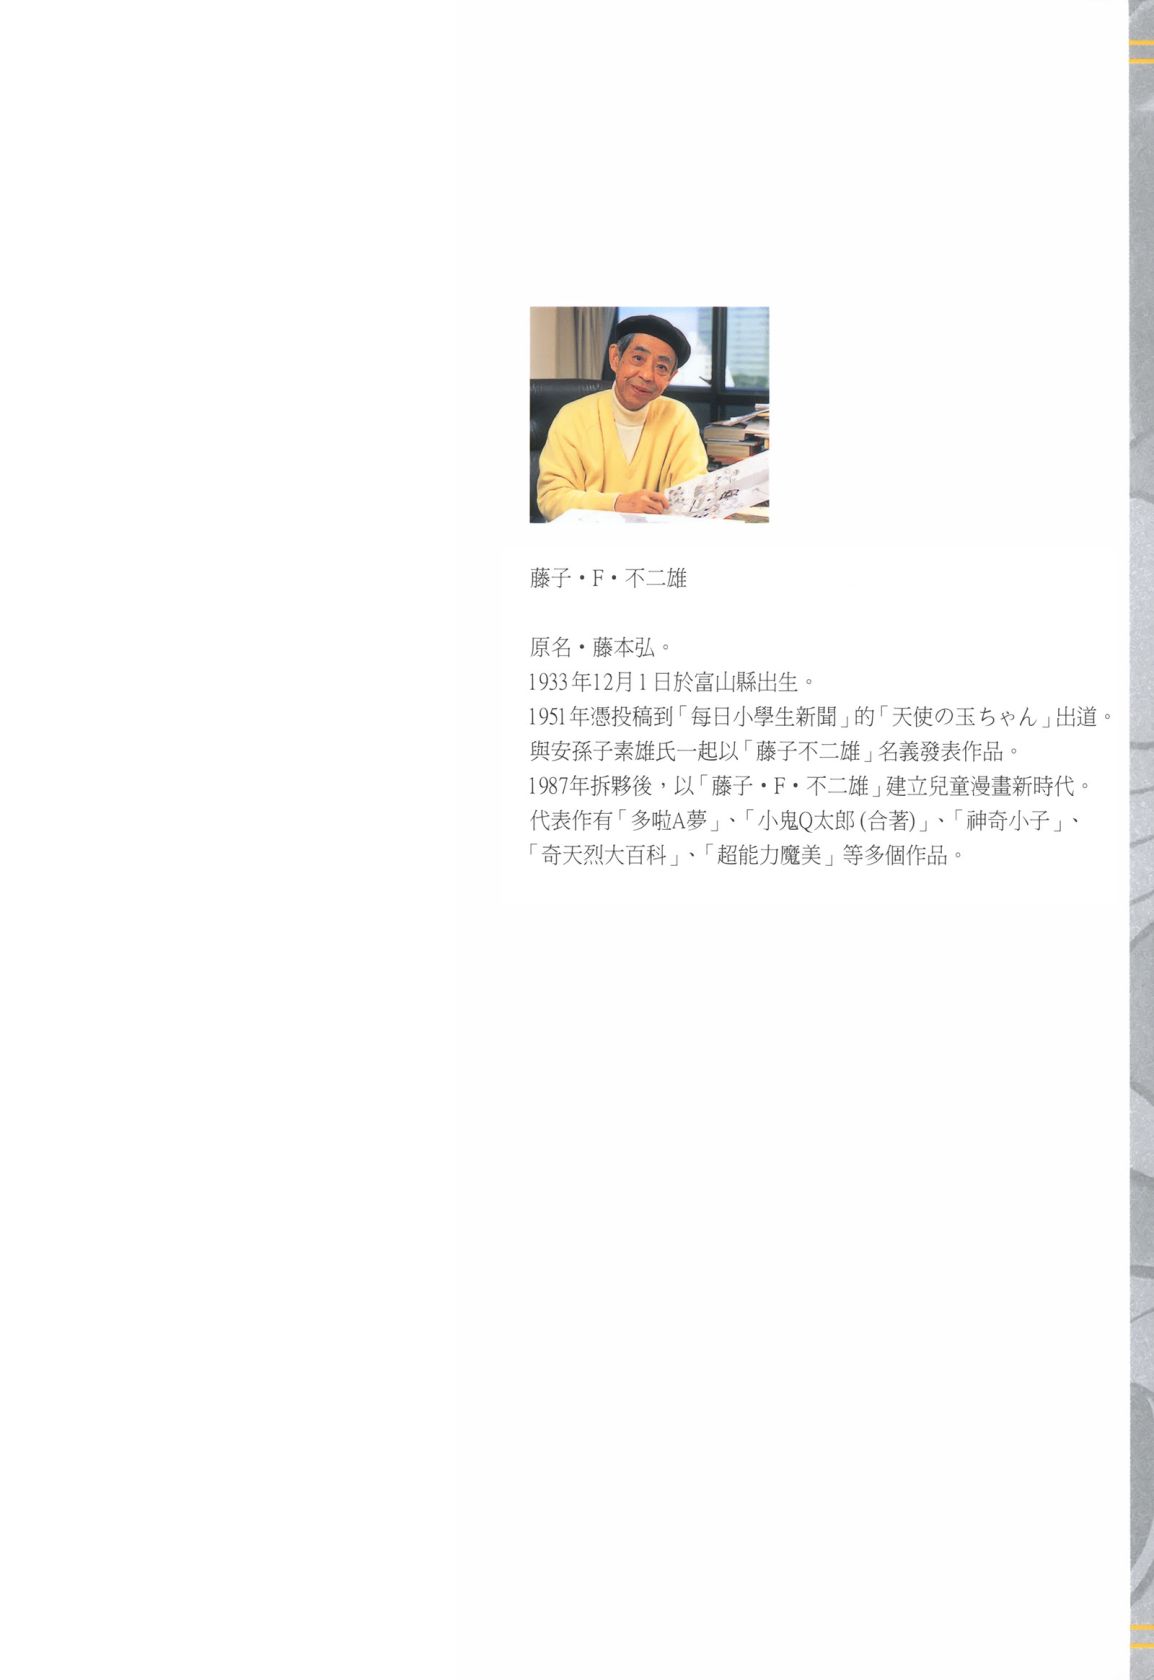 藤子・F・不二雄
原名・藤本弘。
1933年12月1日於富山縣出生。
1951年憑投稿到「每日小學生新聞」的「天使の玉ちゃん」出道。
與安孫子素雄氏一起以「藤子不二雄」名義發表作品。
1987年拆夥後，以「藤子・F・不二雄」建立兒童漫畫新時代。
代表作有「多啦A夢」、「小鬼Q太郎(合著)」、「神奇小子」、
「奇天烈大百科」、「超能力魔美」等多個作品。